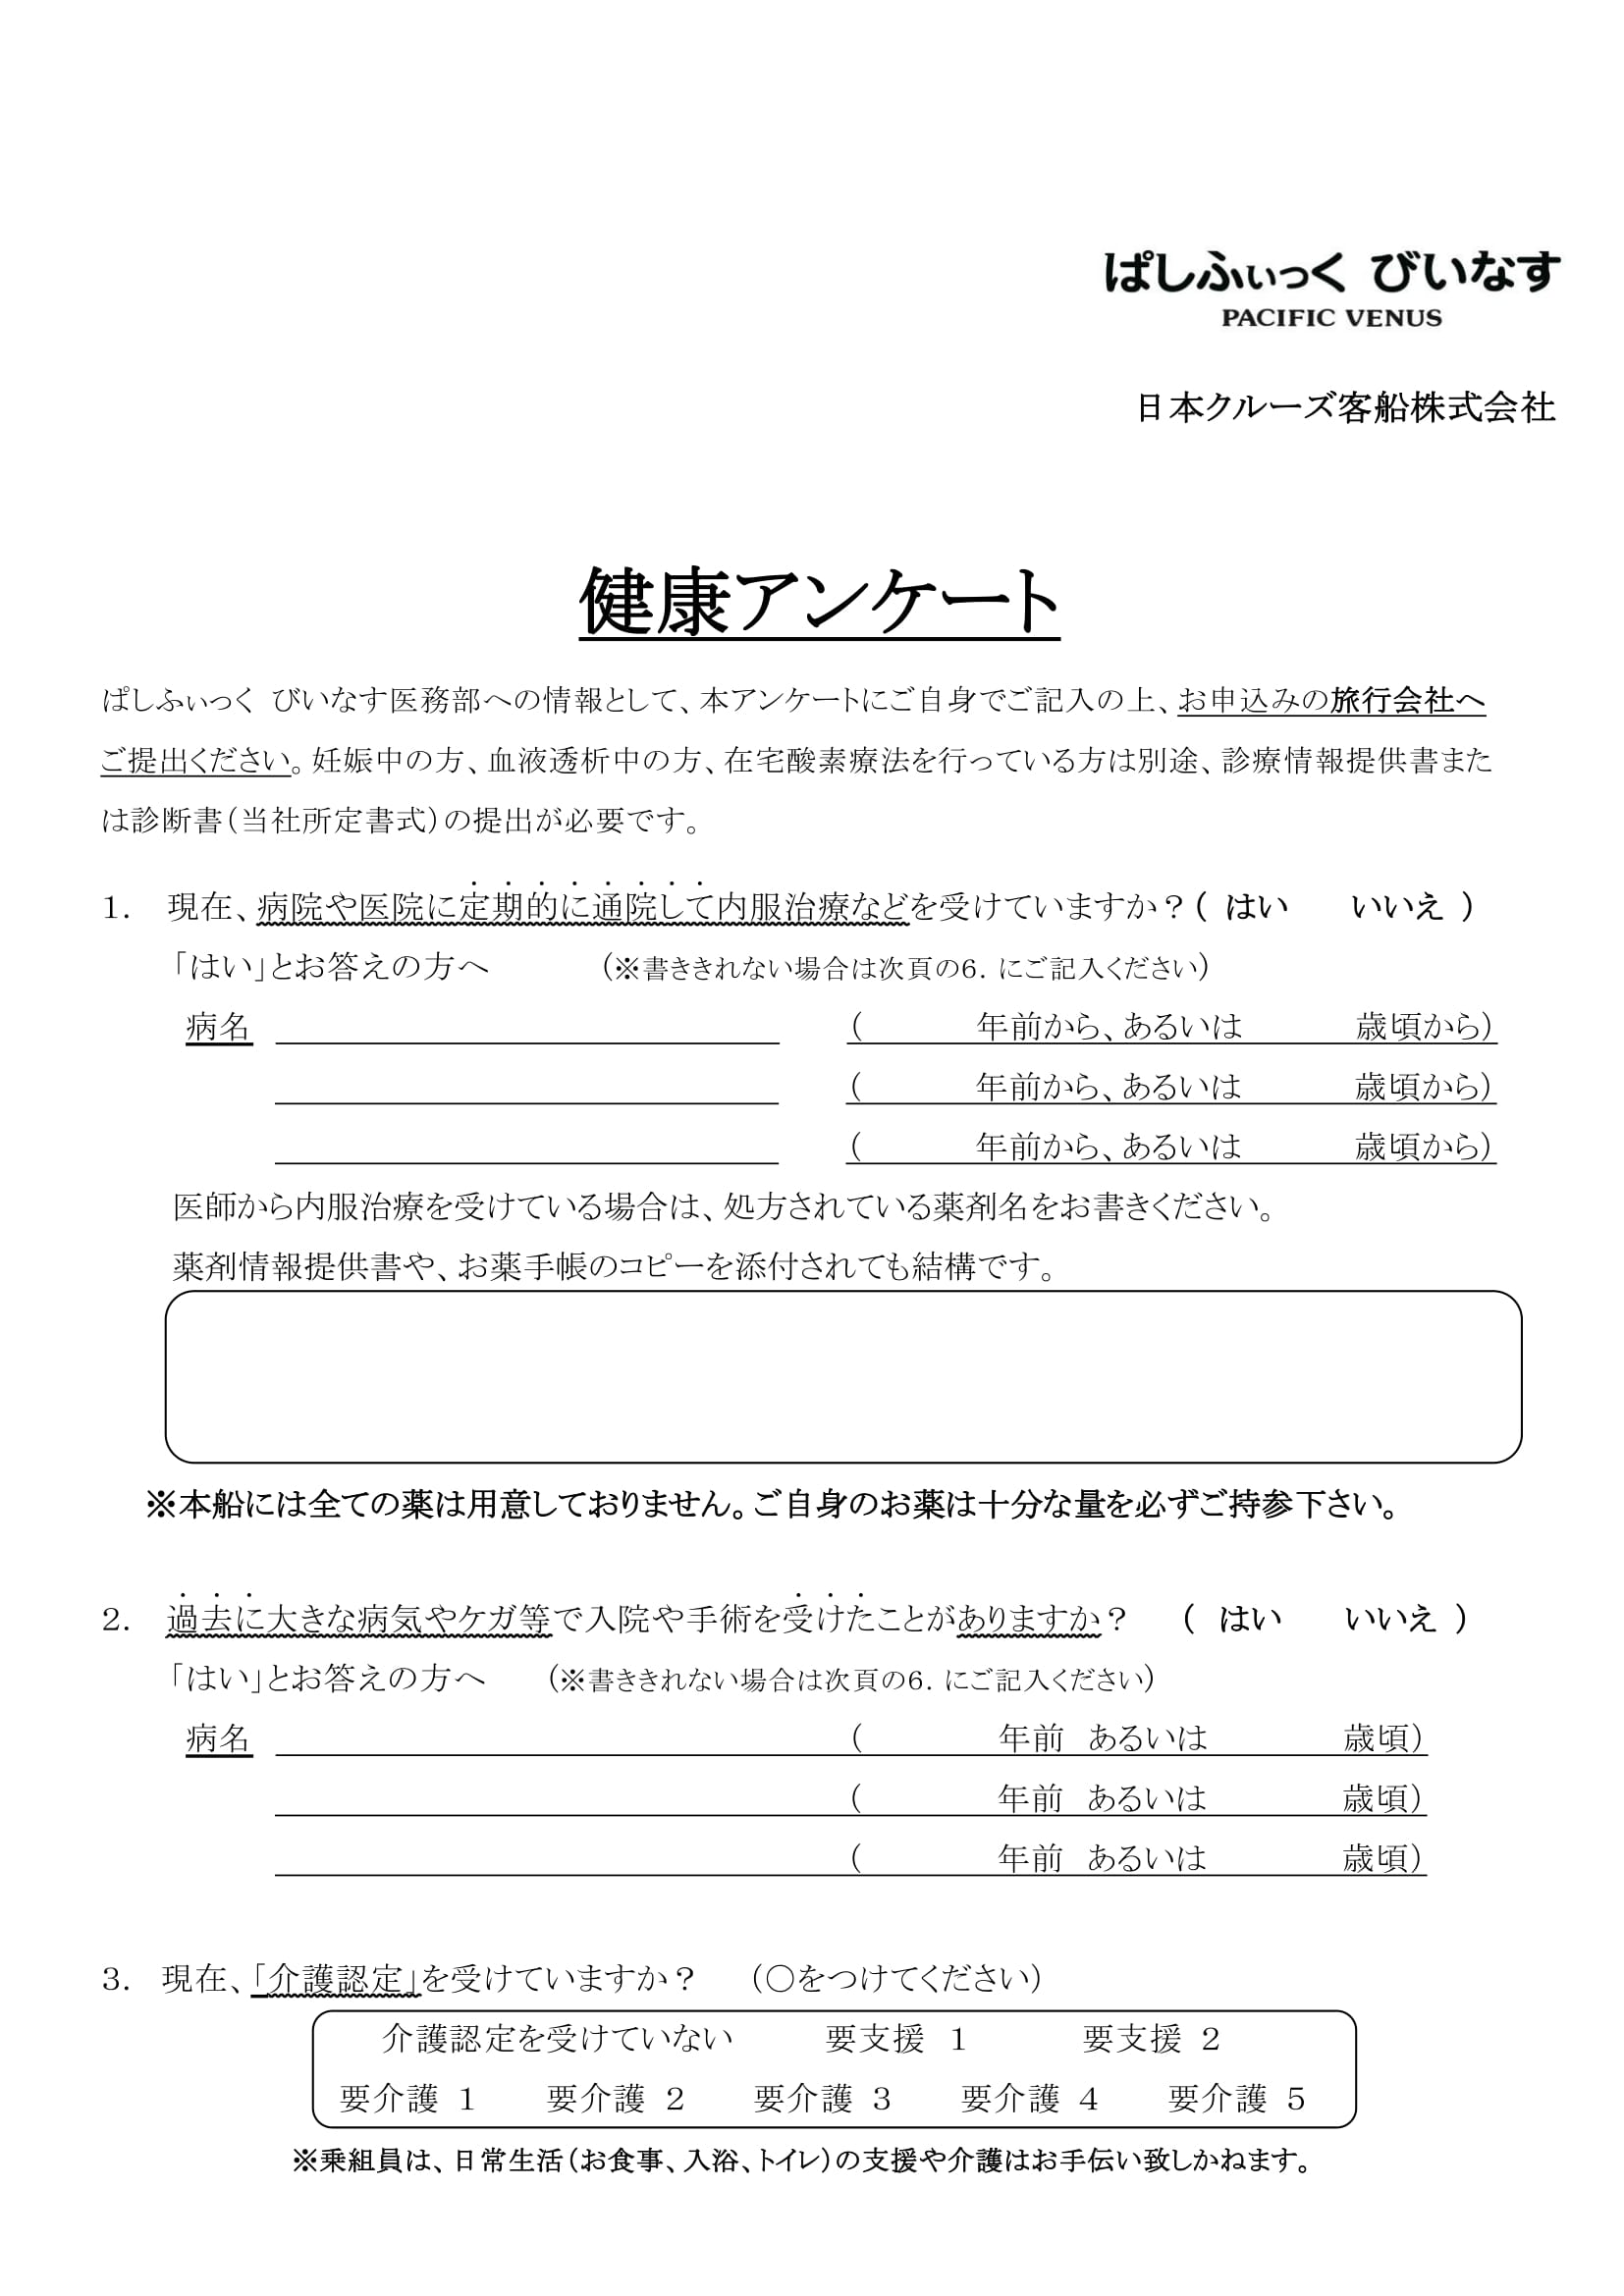 ぱしふぃっく びいなす
PACIFIC VENUS
日本クルーズ客船株式会社
健康アンケート
ぱしふぃっく びいなす医務部への情報として、本アンケートにご自身でご記入の上、お申込みの旅行会社へ
ご提出ください。妊娠中の方、血液透析中の方、在宅酸素療法を行っている方は別途、診療情報提供書また
は診断書（当社所定書式）の提出が必要です。
1. 現在、病院や医院に定期的に通院して内服治療などを受けていますか？（ はい　　いいえ ）
「はい」とお答えの方へ　　　（※書ききれない場合は次頁の6. にご記入ください）
病名　　　（　　　年前から、あるいは　　　歳頃から）
（　　　年前から、あるいは　　　歳頃から）
（　　　年前から、あるいは　　　歳頃から）
医師から内服治療を受けている場合は、処方されている薬剤名をお書きください。
薬剤情報提供書や、お薬手帳のコピーを添付されても結構です。
※本船には全ての薬は用意しておりません。ご自身のお薬は十分な量を必ずご持参下さい。
2. 過去に大きな病気やケガ等で入院や手術を受けたことがありますか？　（ はい　　いいえ ）
「はい」とお答えの方へ　　（※書ききれない場合は次頁の6. にご記入ください）
病名　　　（　　　年前　あるいは　　　歳頃）
（　　　年前　あるいは　　　歳頃）
（　　　年前　あるいは　　　歳頃）
3. 現在、「介護認定」を受けていますか？　（○をつけてください）
介護認定を受けていない　　要支援 1　　要支援 2
要介護 1　　要介護 2　　要介護 3　　要介護 4　　要介護 5
※乗組員は、日常生活（お食事、入浴、トイレ）の支援や介護はお手伝い致しかねます。